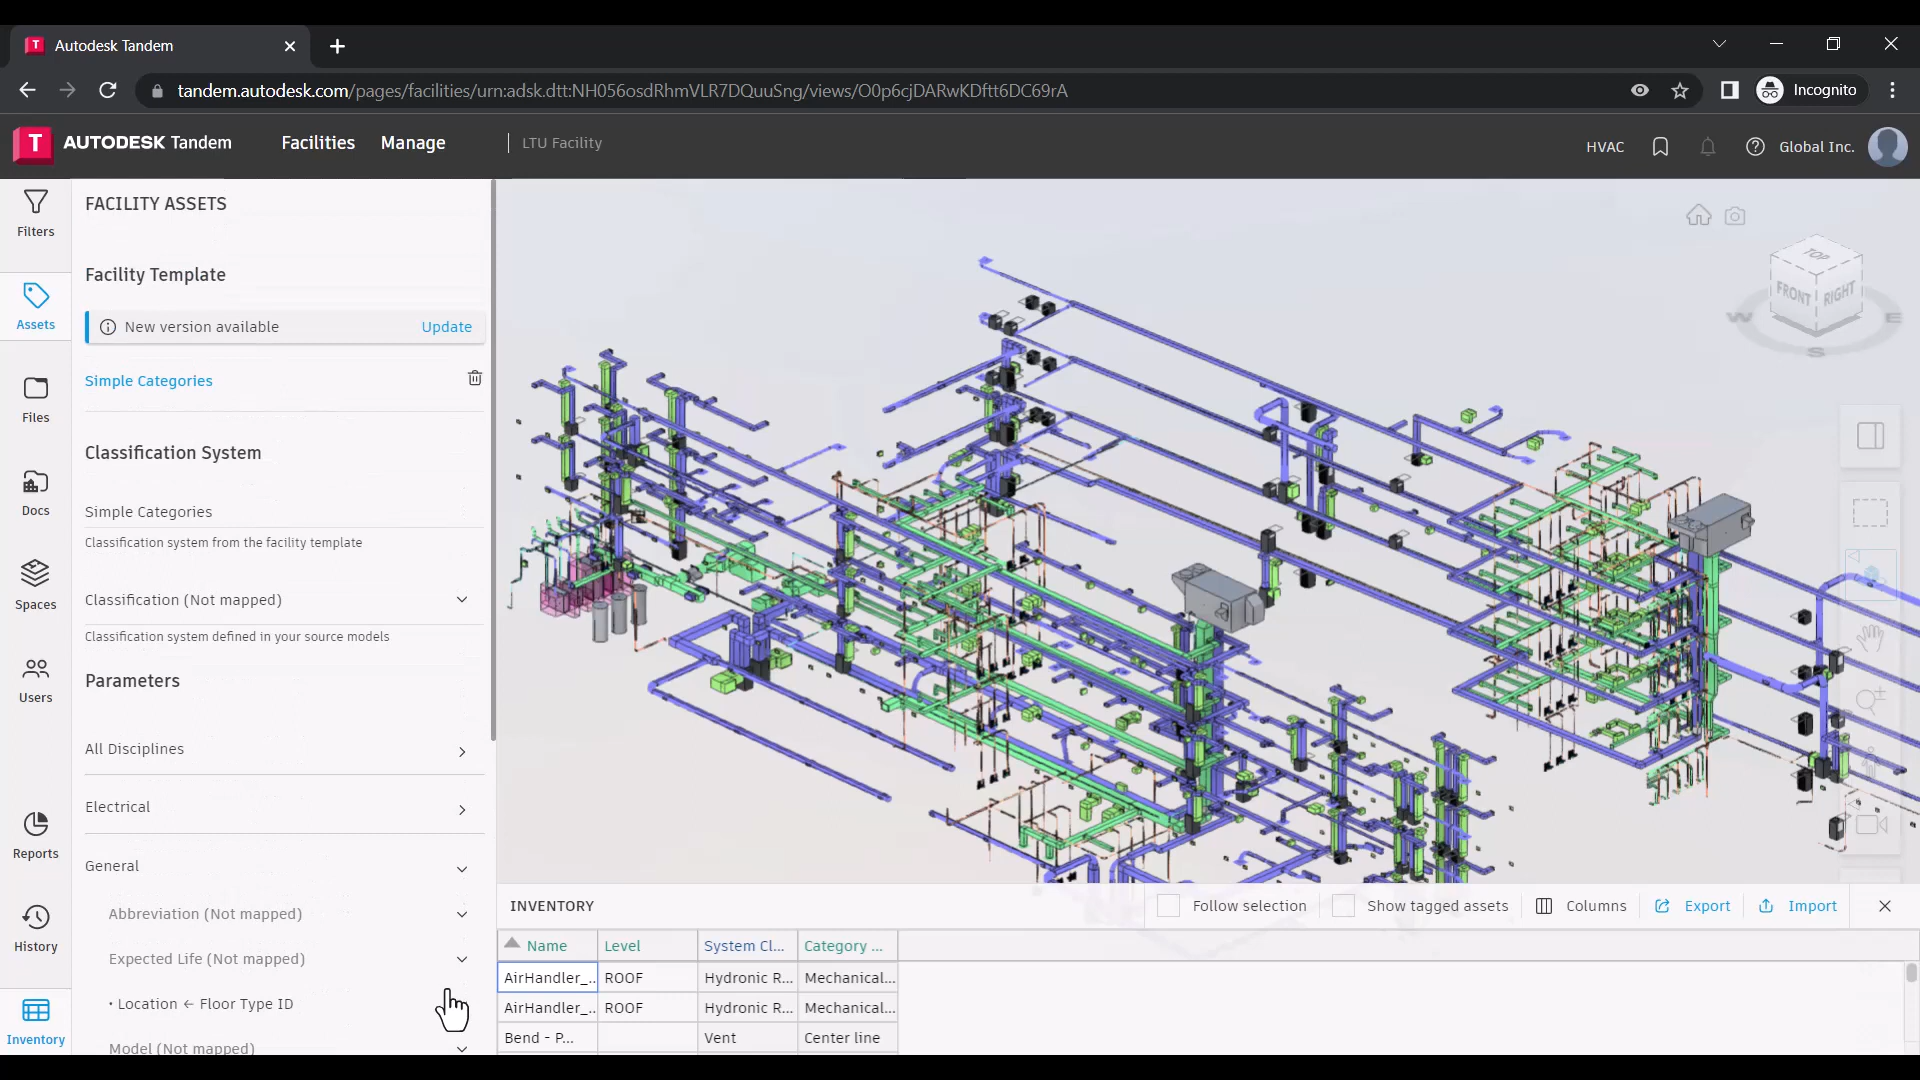 Autodesk Tandem
tandem.autodesk.com/pages/facilities/urn:adsk.dtt:NH056osdRhmVLR7DQuuSng/views/O0p6cjDARwKDftt6DC69rA
Incognito
T AUTODESK Tandem
Facilities
Manage
LTU Facility
HVAC
Global Inc.
Filters
Assets
Files
Docs
Spaces
Users
Reports
History
Inventory
FACILITY ASSETS
Facility Template
New version available
Update
Simple Categories
Classification System
Simple Categories
Classification system from the facility template
Classification (Not mapped)
Classification system defined in your source models
Parameters
All Disciplines
Electrical
General
Abbreviation (Not mapped)
Expected Life (Not mapped)
• Location ← Floor Type ID
Model (Not mapped)
TOP
FRONT
RIGHT
W
S
E
INVENTORY
Follow selection
Show tagged assets
Columns
Export
Import
Name Level System Cl... Category ...
AirHandler_... ROOF Hydronic R... Mechanical...
AirHandler_... ROOF Hydronic R... Mechanical...
Bend - P... Vent Center line